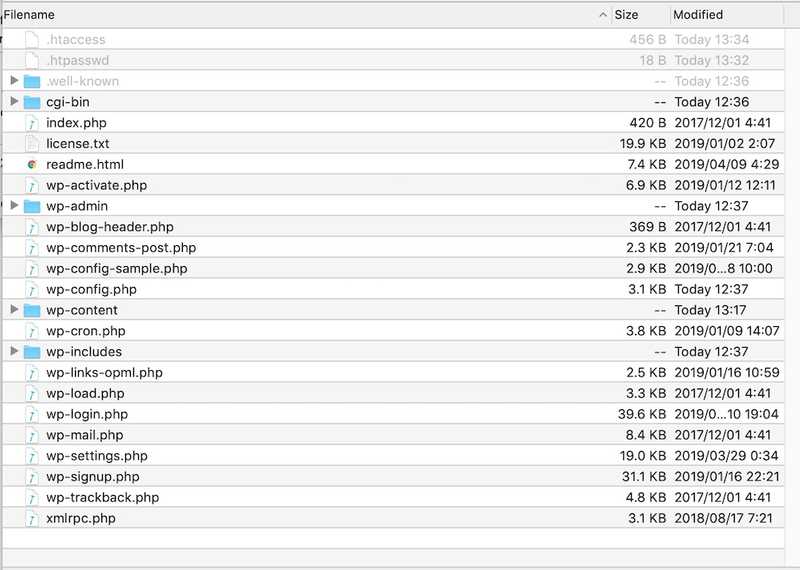 Filename Size Modified
.htaccess 456 B Today 13:34
.htpasswd 18 B Today 13:32
.well-known -- Today 12:36
cgi-bin -- Today 12:36
index.php 420 B 2017/12/01 4:41
license.txt 19.9 KB 2019/01/02 2:07
readme.html 7.4 KB 2019/04/09 4:29
wp-activate.php 6.9 KB 2019/01/12 12:11
wp-admin -- Today 12:37
wp-blog-header.php 369 B 2017/12/01 4:41
wp-comments-post.php 2.3 KB 2019/01/21 7:04
wp-config-sample.php 2.9 KB 2019/0...8 10:00
wp-config.php 3.1 KB Today 12:37
wp-content -- Today 13:17
wp-cron.php 3.8 KB 2019/01/09 14:07
wp-includes -- Today 12:37
wp-links-opml.php 2.5 KB 2019/01/16 10:59
wp-load.php 3.3 KB 2017/12/01 4:41
wp-login.php 39.6 KB 2019/0...10 19:04
wp-mail.php 8.4 KB 2017/12/01 4:41
wp-settings.php 19.0 KB 2019/03/29 0:34
wp-signup.php 31.1 KB 2019/01/16 22:21
wp-trackback.php 4.8 KB 2017/12/01 4:41
xmlrpc.php 3.1 KB 2018/08/17 7:21